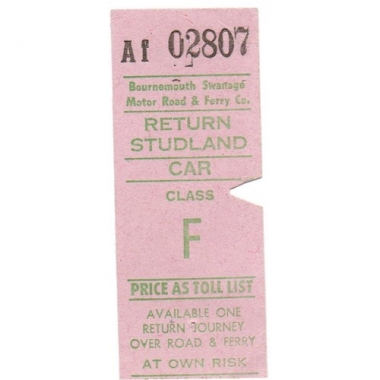 Af 02807
Bournemouth Swanage
Motor Road & Ferry Co.
RETURN
STUDLAND
CAR
CLASS
F
PRICE AS TOLL LIST
AVAILABLE ONE
RETURN JOURNEY
OVER ROAD & FERRY
AT OWN RISK